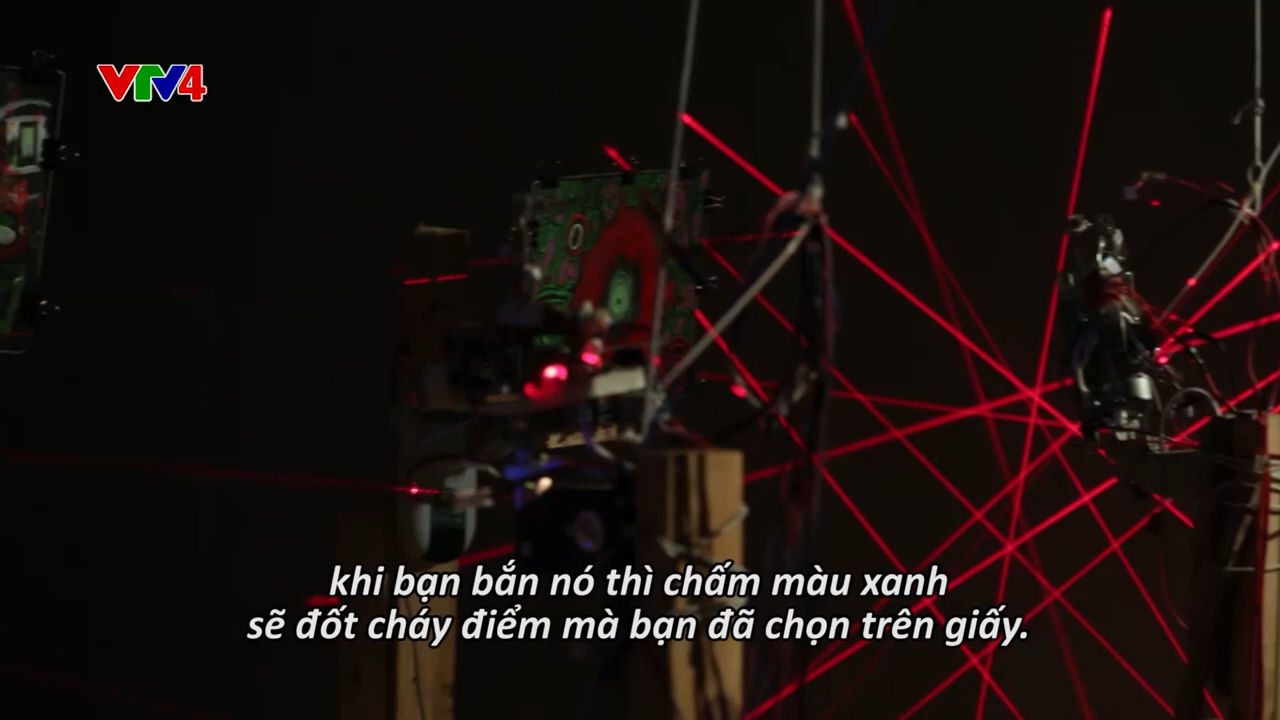 VTV4
khi bạn bắn nó thì chấm màu xanh
sẽ đốt cháy điểm mà bạn đã chọn trên giấy.